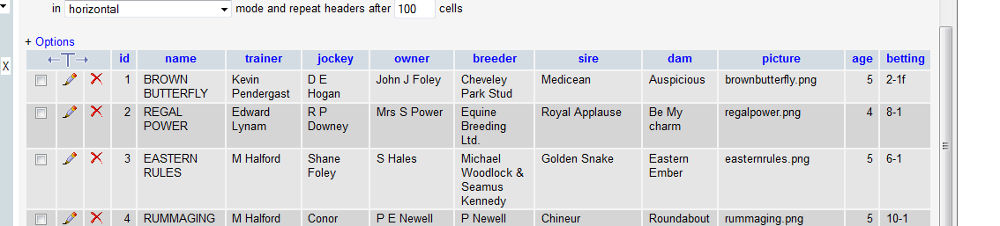 in horizontal mode and repeat headers after 100 cells
X
+ Options
←T→ id name trainer jockey owner breeder sire dam picture age betting
1 BROWN Kevin D E John J Foley Cheveley Medicean Auspicious brownbutterfly.png 5 2-1f
BUTTERFLY Pendergast Hogan Park Stud
2 REGAL Edward R P Mrs S Power Equine Royal Applause Be My regalpower.png 4 8-1
POWER Lynam Downey Breeding charm
Ltd.
3 EASTERN M Halford Shane S Hales Michael Golden Snake Eastern easternrules.png 5 6-1
RULES Foley Woodlock & Ember
Seamus
Kennedy
4 RUMMAGING M Halford Conor P E Newell P Newell Chineur Roundabout rummaging.png 5 10-1